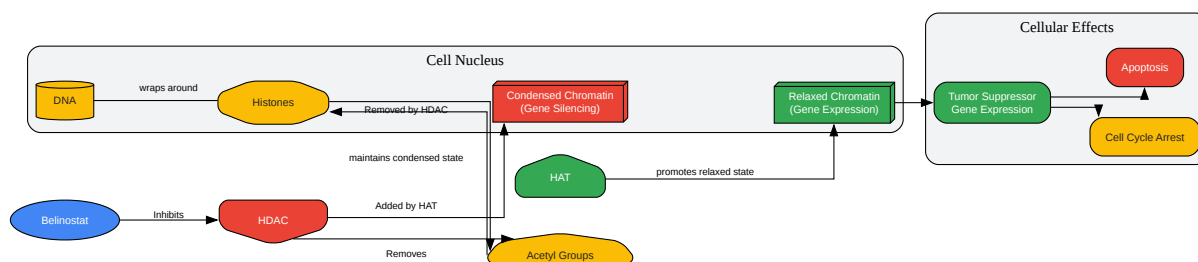 Cellular Effects
Cell Nucleus
Apoptosis
DNA
wraps around
Histones
Removed by HDAC
Condensed Chromatin
(Gene Silencing)
Relaxed Chromatin
(Gene Expression)
Tumor Suppressor
Gene Expression
Cell Cycle Arrest
maintains condensed state
HAT
promotes relaxed state
Belinostat
Inhibits
HDAC
Added by HAT
Removes
Acetyl Groups